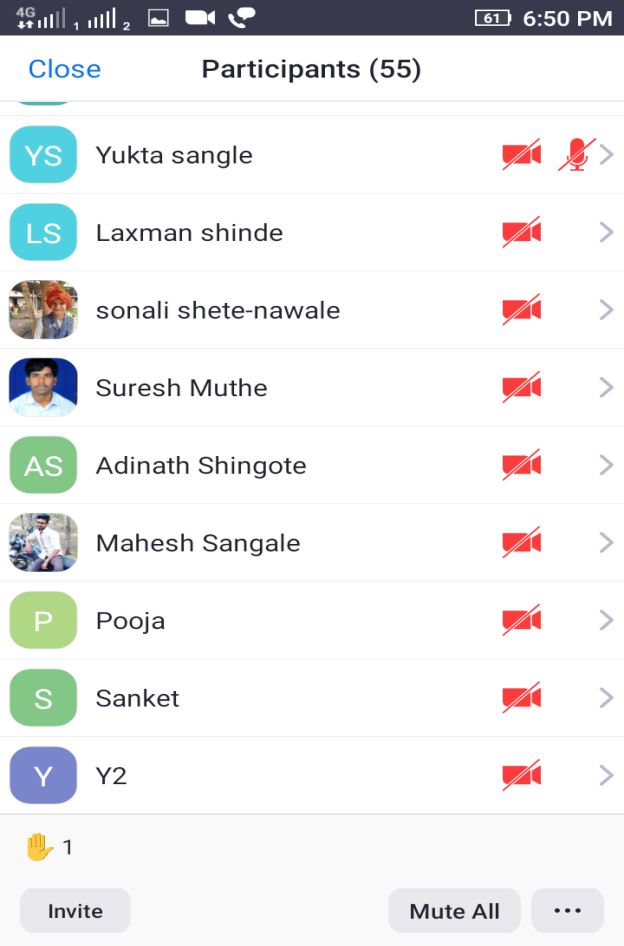 4G 1 2 61 6:50 PM
Close Participants (55)
YS Yukta sangle
LS Laxman shinde
sonali shete-nawale
Suresh Muthe
AS Adinath Shingote
Mahesh Sangale
P Pooja
S Sanket
Y Y2
1
Invite Mute All ...